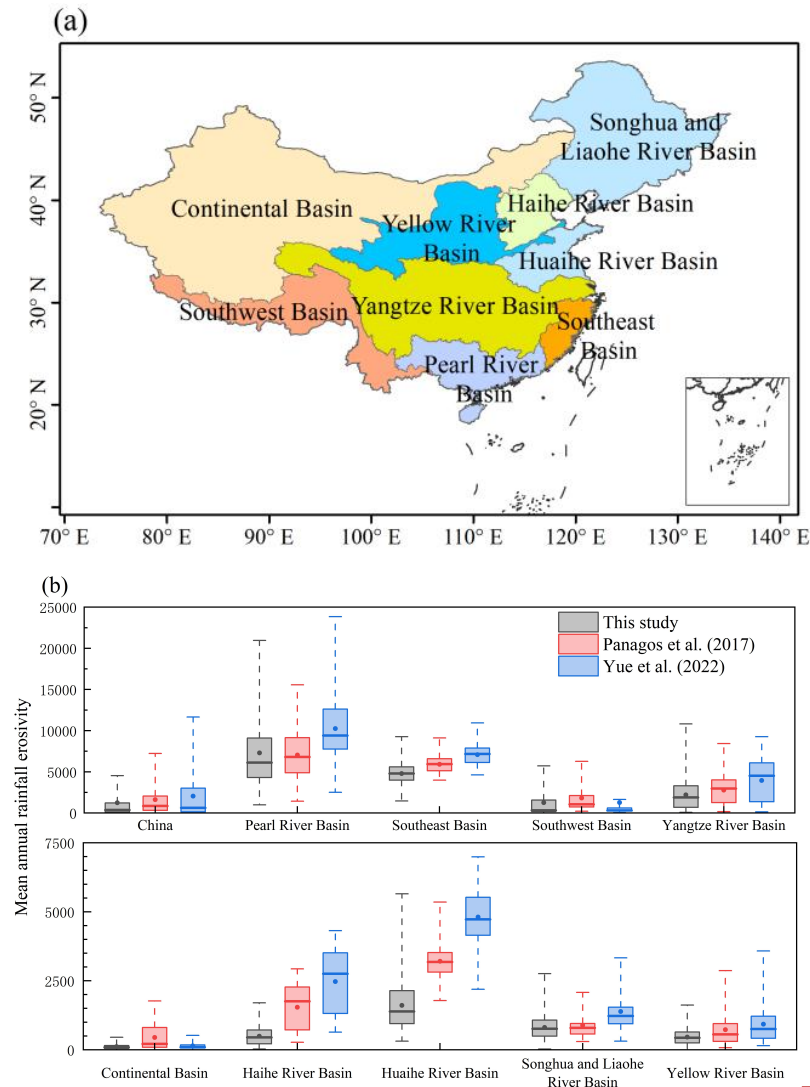 (a)
50° N
40° N
30° N
20° N
Songhua and
Liaohe River Basin
Continental Basin
Haihe River Basin
Yellow River
Basin
Huaihe River Basin
Southwest Basin
Yangtze River Basin
Southeast
Basin
Pearl River
Basin
70° E
80° E
90° E
100° E
110° E
120° E
130° E
140° E
(b)
Mean annual rainfall erosivity
25000
20000
15000
10000
5000
0
This study
Panagos et al. (2017)
Yue et al. (2022)
China
Pearl River Basin
Southeast Basin
Southwest Basin
Yangtze River Basin
7500
5000
2500
0
Continental Basin
Haihe River Basin
Huaihe River Basin
Songhua and Liaohe
River Basin
Yellow River Basin